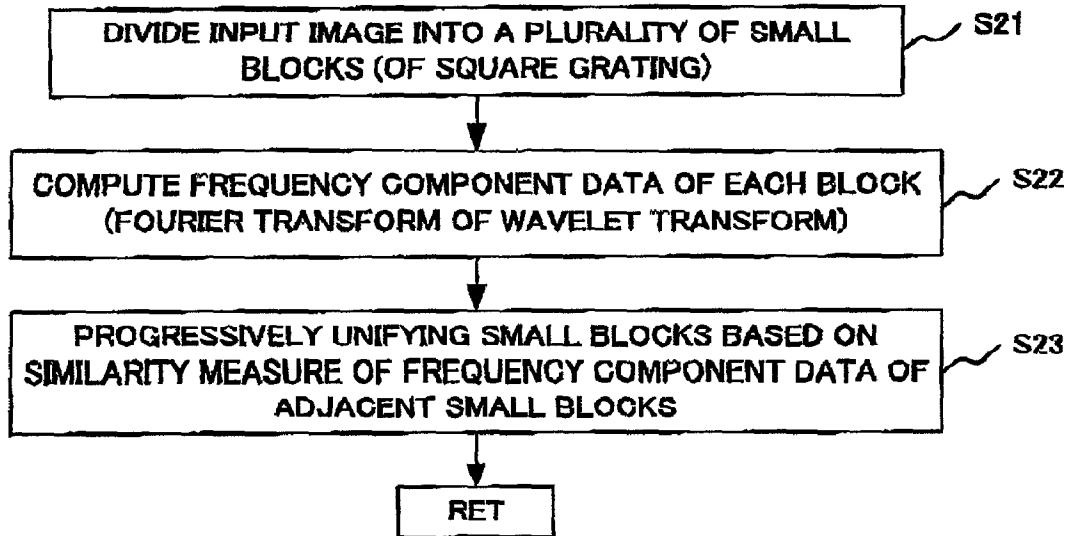 DIVIDE INPUT IMAGE INTO A PLURALITY OF SMALL
BLOCKS (OF SQUARE GRATING)
S21
COMPUTE FREQUENCY COMPONENT DATA OF EACH BLOCK
(FOURIER TRANSFORM OF WAVELET TRANSFORM)
S22
PROGRESSIVELY UNIFYING SMALL BLOCKS BASED ON
SIMILARITY MEASURE OF FREQUENCY COMPONENT DATA OF
ADJACENT SMALL BLOCKS
S23
RET